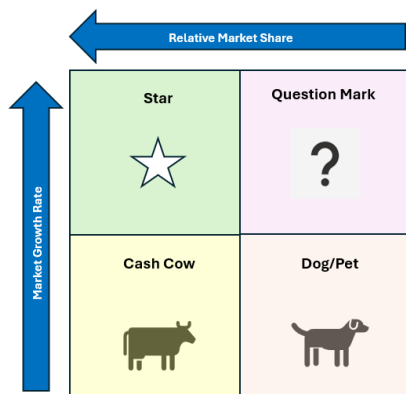 Relative Market Share
Star
Question Mark
?
Market Growth Rate
Cash Cow
Dog/Pet